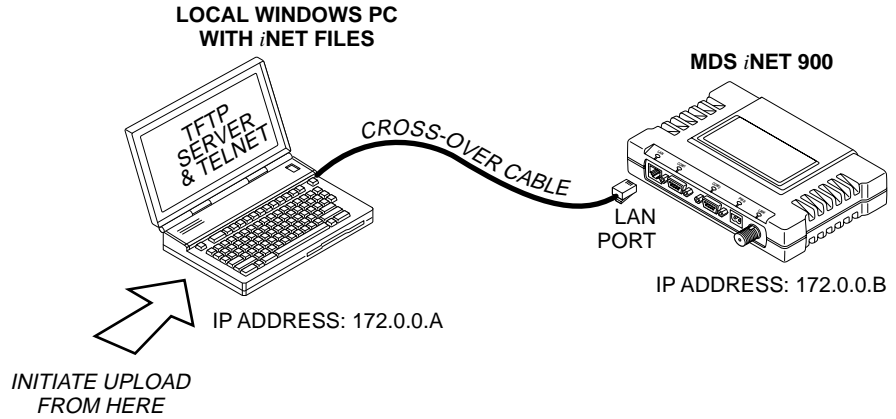 LOCAL WINDOWS PC
WITH iNET FILES
MDS iNET 900
TFTP
SERVER
& TELNET
CROSS-OVER CABLE
LAN
PORT
IP ADDRESS: 172.0.0.B
IP ADDRESS: 172.0.0.A
INITIATE UPLOAD
FROM HERE